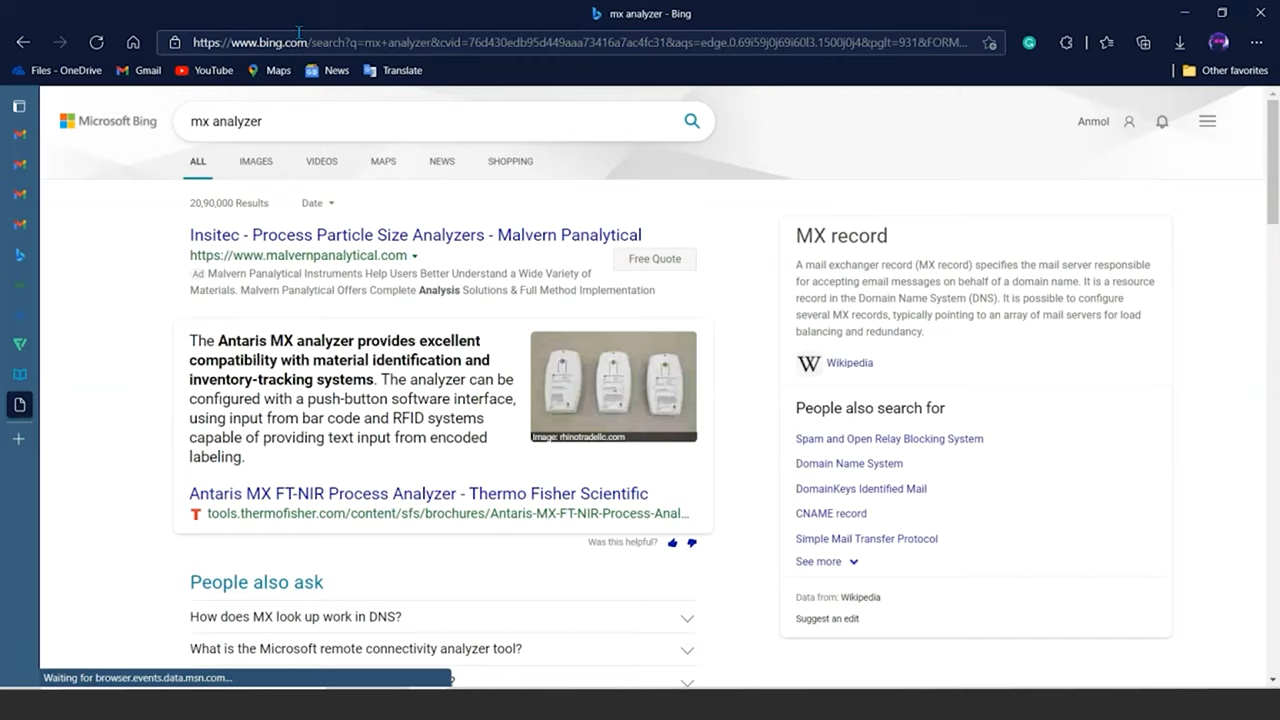 mx analyzer - Bing
https://www.bing.com/search?q=mx+analyzer&cvid=76d430edb95d449aaa73416a7ac4fc31&aqs=edge.0.69i59j0j69i60l3.1500j0j4&pglt=931&FORM...
Files - OneDrive Gmail YouTube Maps News Translate Other favorites
Microsoft Bing
mx analyzer
Anmol
ALL IMAGES VIDEOS MAPS NEWS SHOPPING
20,90,000 Results Date
Insitec - Process Particle Size Analyzers - Malvern Panalytical
https://www.malvernpanalytical.com
Free Quote
Ad Malvern Panalytical Instruments Help Users Better Understand a Wide Variety of
Materials. Malvern Panalytical Offers Complete Analysis Solutions & Full Method Implementation
The Antaris MX analyzer provides excellent
compatibility with material identification and
inventory-tracking systems. The analyzer can be
configured with a push-button software interface,
using input from bar code and RFID systems
capable of providing text input from encoded
labeling.
Image: rhinotradellc.com
Antaris MX FT-NIR Process Analyzer - Thermo Fisher Scientific
tools.thermofisher.com/content/sfs/brochures/Antaris-MX-FT-NIR-Process-Anal...
Was this helpful?
People also ask
How does MX look up work in DNS?
What is the Microsoft remote connectivity analyzer tool?
MX record
A mail exchanger record (MX record) specifies the mail server responsible
for accepting email messages on behalf of a domain name. It is a resource
record in the Domain Name System (DNS). It is possible to configure
several MX records, typically pointing to an array of mail servers for load
balancing and redundancy.
W Wikipedia
People also search for
Spam and Open Relay Blocking System
Domain Name System
DomainKeys Identified Mail
CNAME record
Simple Mail Transfer Protocol
See more
Data from: Wikipedia
Suggest an edit
Waiting for browser.events.data.msn.com...